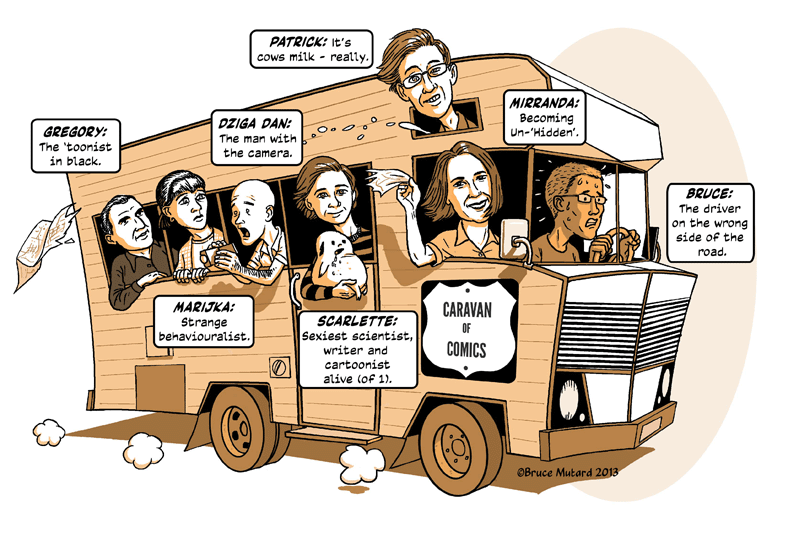 PATRICK: It's
cows milk - really.
MIRRANDA:
Becoming
Un-'Hidden'.
DZIGA DAN:
The man with
the camera.
GREGORY:
The 'toonist
in black.
BRUCE:
The driver
on the wrong
side of the
road.
MARIJKA:
Strange
behaviouralist.
SCARLETTE:
Sexiest scientist,
writer and
cartoonist
alive (of 1).
CARAVAN
OF
COMICS
©Bruce Mutard 2013